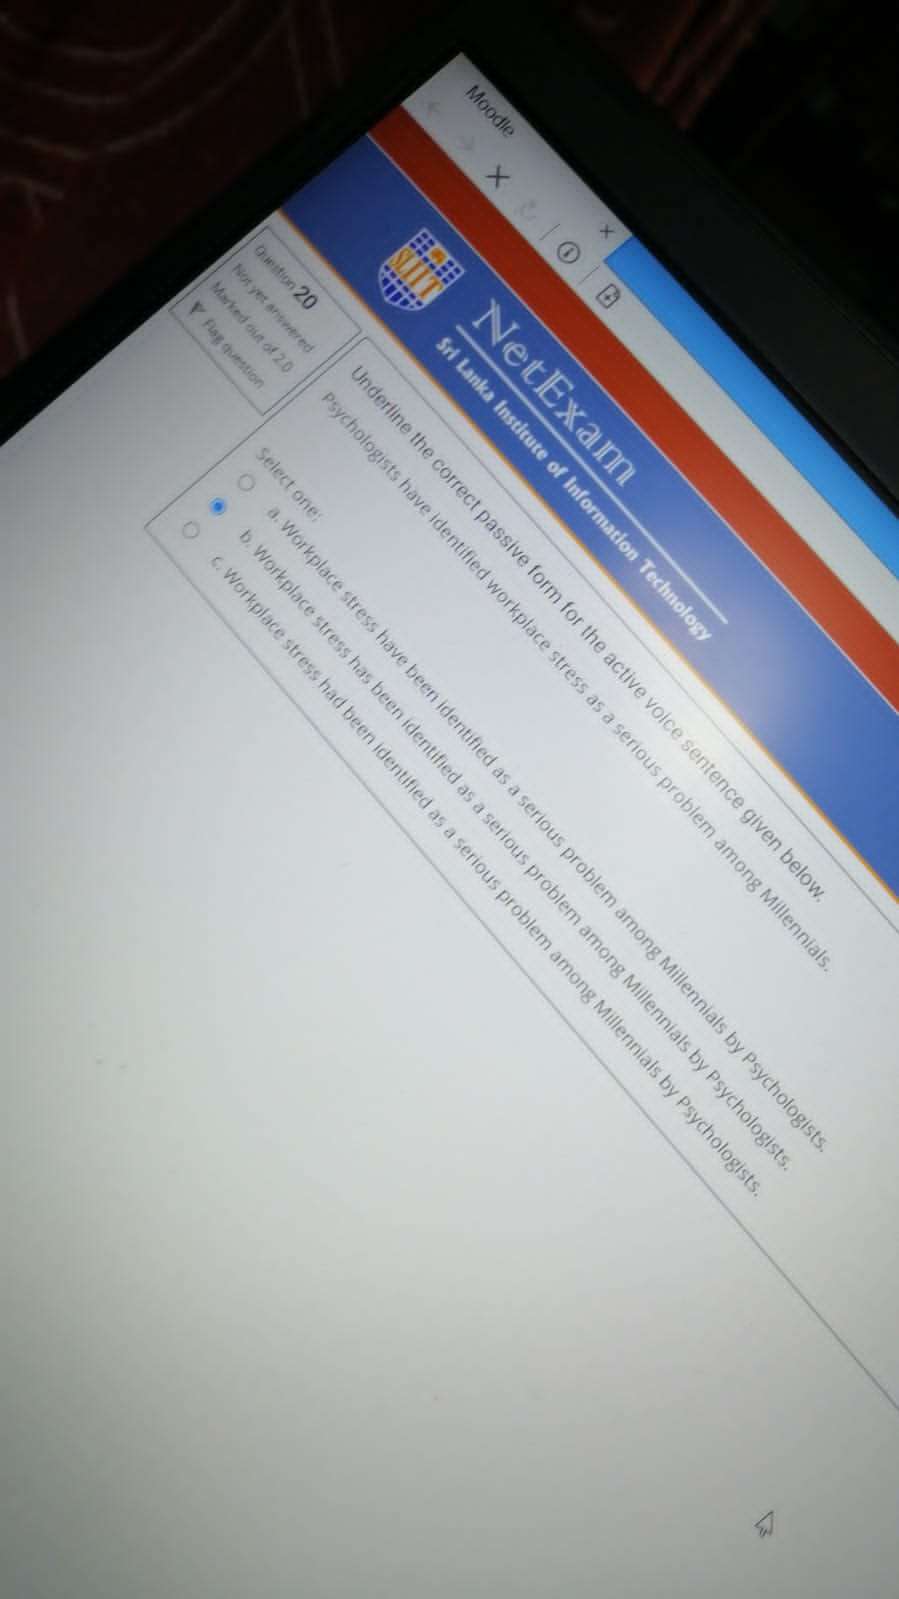 Moodle
SLIIT
NetExam
Sri Lanka Institute of Information Technology
Question 20
Not yet answered
Marked out of 2.0
Flag question
Underline the correct passive form for the active voice sentence given below.
Psychologists have identified workplace stress as a serious problem among Millennials.
Select one:
a. Workplace stress have been identified as a serious problem among Millennials by Psychologists.
b. Workplace stress has been identified as a serious problem among Millennials by Psychologists.
c. Workplace stress had been identified as a serious problem among Millennials by Psychologists.